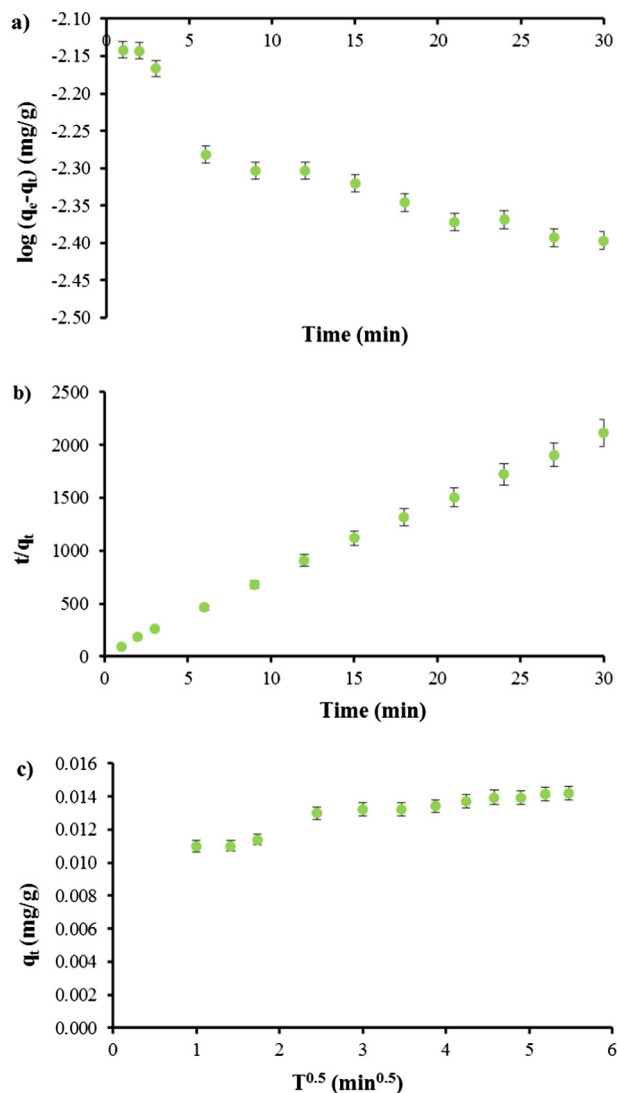 a)
-2.10
0 5 10 15 20 25 30
-2.15
-2.20
-2.25
-2.30
-2.35
-2.40
-2.45
-2.50
log (qe-qt) (mg/g)
Time (min)
b)
2500
2000
1500
1000
500
0
t/qt
0 5 10 15 20 25 30
Time (min)
c)
0.016
0.014
0.012
0.010
0.008
0.006
0.004
0.002
0.000
qt (mg/g)
0 1 2 3 4 5 6
T0.5 (min0.5)